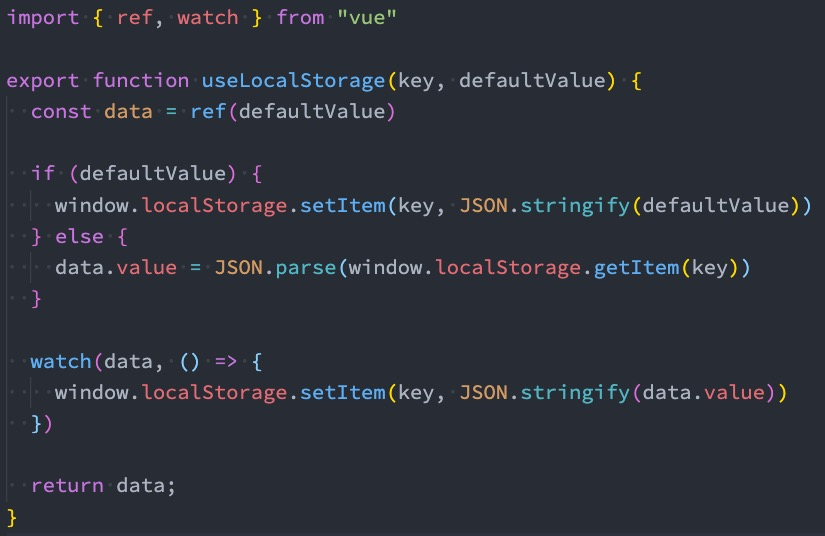 import { ref, watch } from "vue"

export function useLocalStorage(key, defaultValue) {
  const data = ref(defaultValue)

  if (defaultValue) {
    window.localStorage.setItem(key, JSON.stringify(defaultValue))
  } else {
    data.value = JSON.parse(window.localStorage.getItem(key))
  }

  watch(data, () => {
    window.localStorage.setItem(key, JSON.stringify(data.value))
  })

  return data;
}